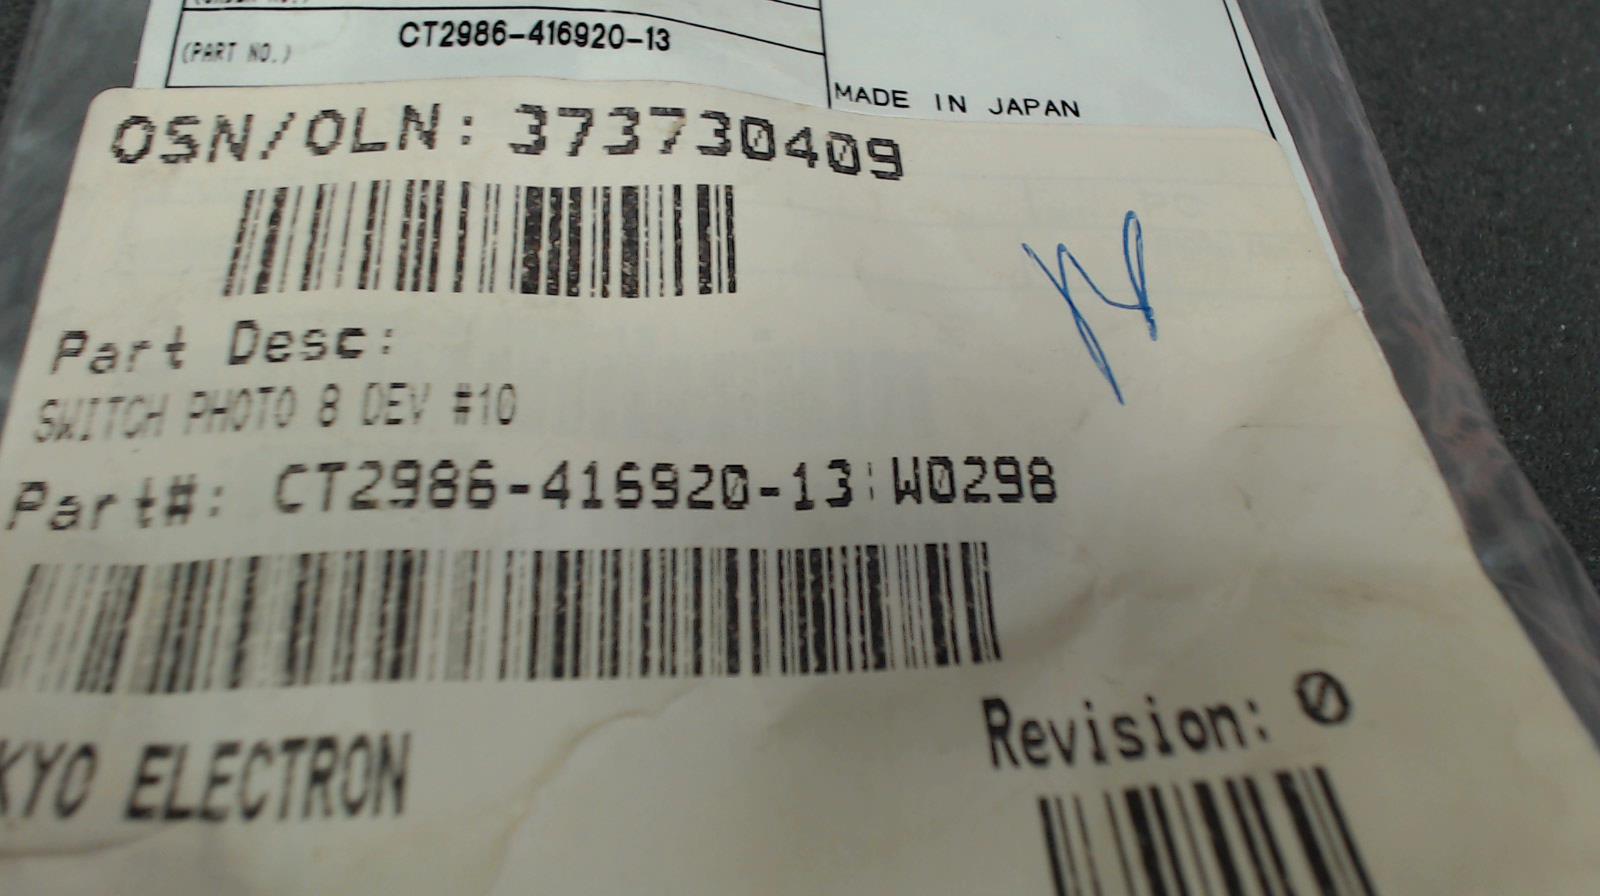 (PART NO.) CT2986-416920-13
MADE IN JAPAN
OSN/OLN: 373730409
Part Desc:
SWITCH PHOTO 8 DEV #10
Part#: CT2986-416920-13:W0298
Revision: 0
KYO ELECTRON